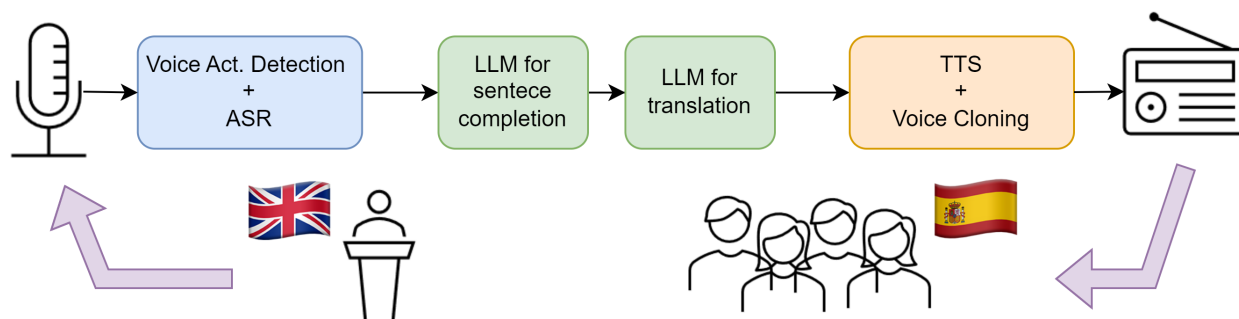 Voice Act. Detection
+
ASR
LLM for
sentece
completion
LLM for
translation
TTS
+
Voice Cloning